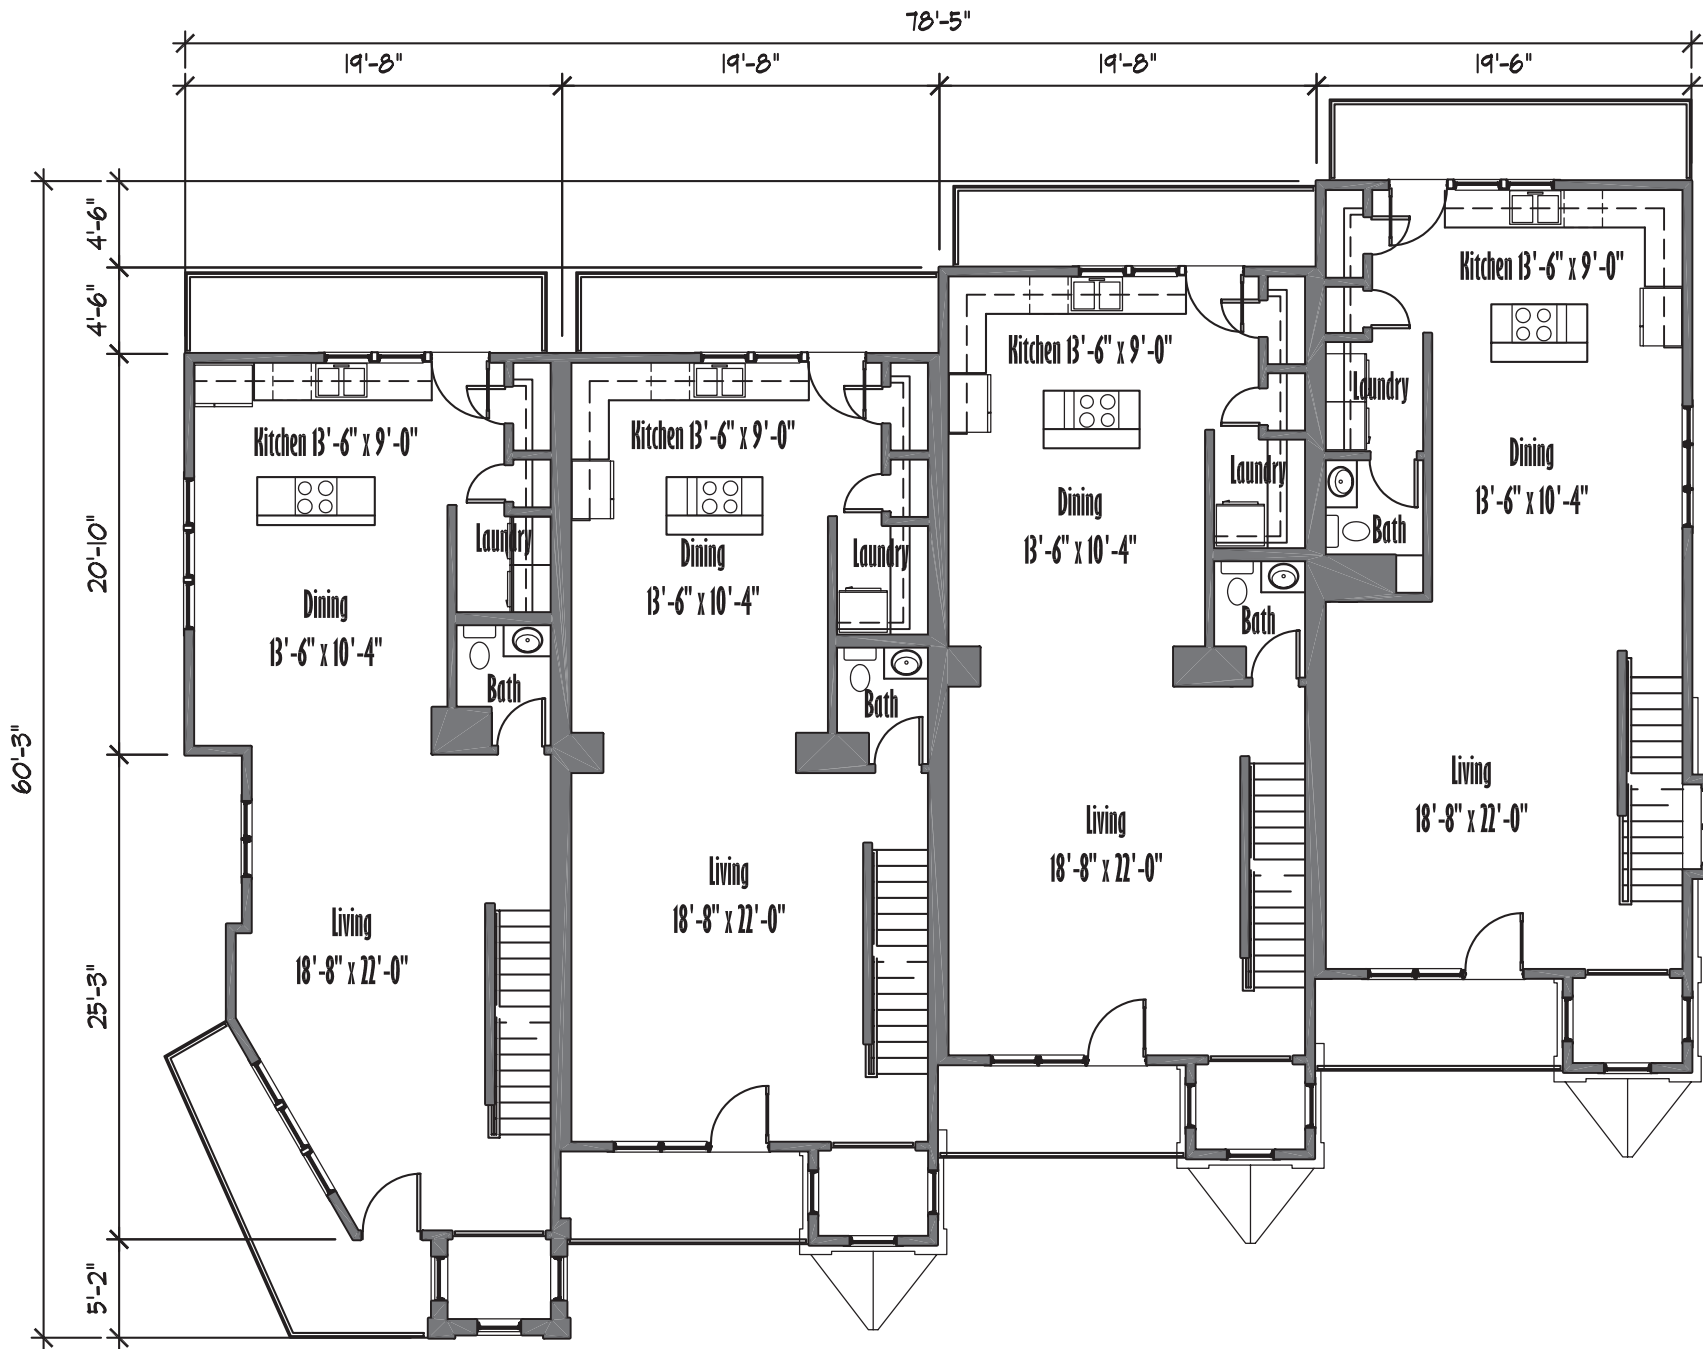 78'-5"
19'-8"
19'-8"
19'-8"
19'-6"
60'-3"
4'-6"
4'-6"
20'-10"
25'-3"
5'-2"
Kitchen 13'-6" x 9'-0"
Laundry
Dining
13'-6" x 10'-4"
Bath
Living
18'-8" x 22'-0"
Kitchen 13'-6" x 9'-0"
Dining
13'-6" x 10'-4"
Laundry
Bath
Living
18'-8" x 22'-0"
Kitchen 13'-6" x 9'-0"
Laundry
Dining
13'-6" x 10'-4"
Bath
Living
18'-8" x 22'-0"
Kitchen 13'-6" x 9'-0"
Laundry
Dining
13'-6" x 10'-4"
Bath
Living
18'-8" x 22'-0"